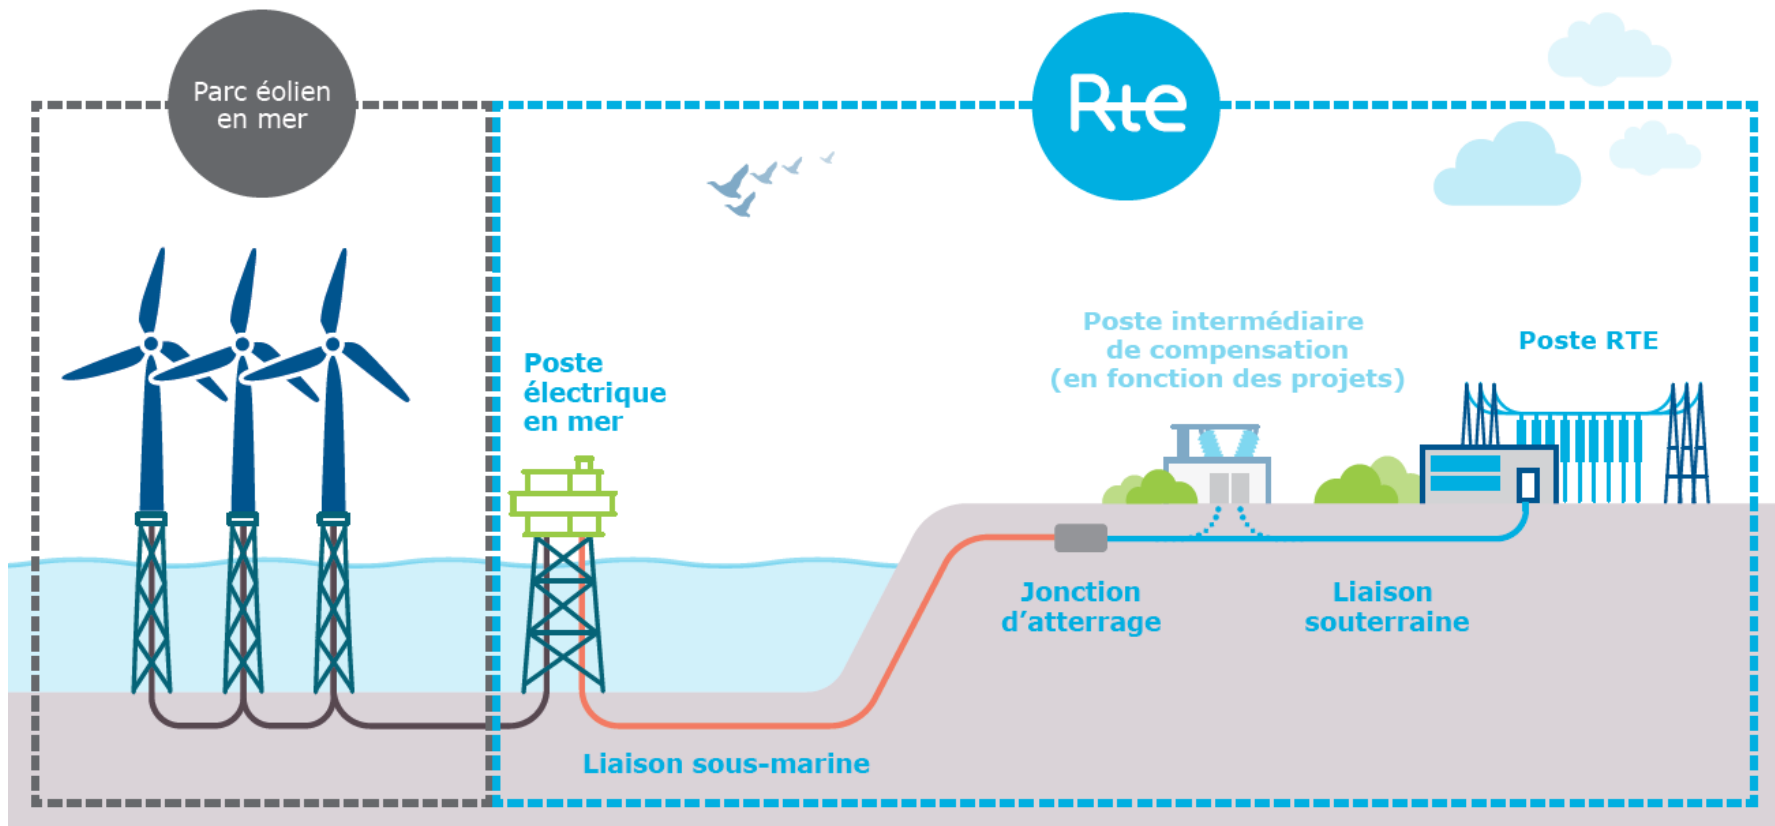 Parc éolien
en mer
Rte
Poste
électrique
en mer
Poste intermédiaire
de compensation
(en fonction des projets)
Poste RTE
Jonction
d’atterrage
Liaison
souterraine
Liaison sous-marine